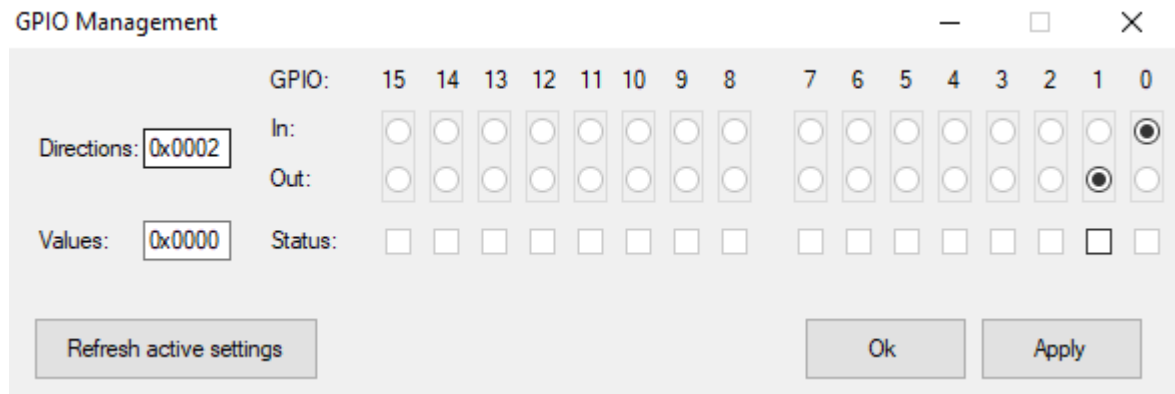 GPIO Management
GPIO: 15 14 13 12 11 10 9 8 7 6 5 4 3 2 1 0
In:
Directions: 0x0002
Out:
Values: 0x0000 Status:
Refresh active settings Ok Apply